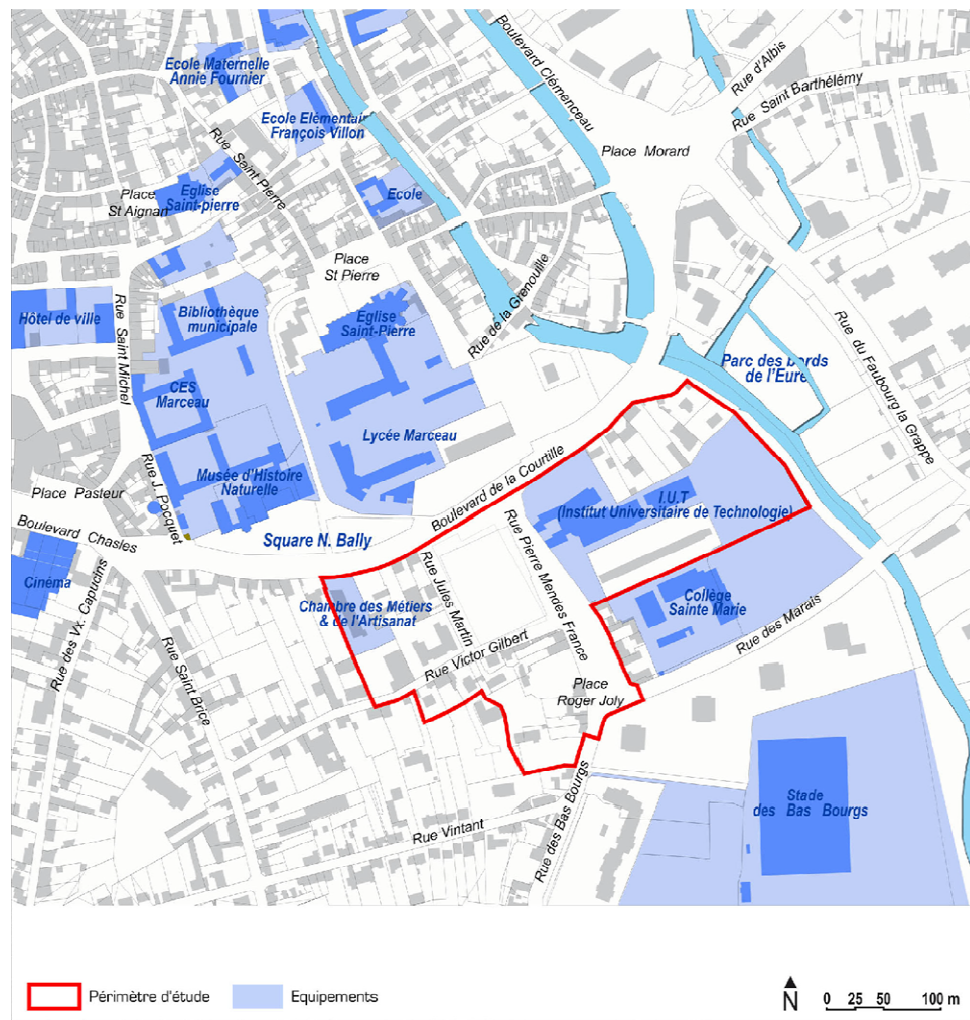 Boulevard Clémenceau
Rue d'Albis
Ecole Maternelle
Annie Fournier
Rue Saint Barthélémy
Ecole Elémentair
François Villon
Place Morard
Rue Saint Pierre
Place
St Aignan
Eglise
Saint-pierre
Ecole
Place
St Pierre
Rue de la Grenouille
Hôtel de ville
Rue Saint Michel
Bibliothèque
municipale
Eglise
Saint-Pierre
Rue du Faubourg la Grappe
Parc des bords
de l'Eure
CES
Marceau
Lycée Marceau
Boulevard de la Courtille
Musée d'Histoire
Naturelle
Place Pasteur
Rue J. Pocquet
I.U.T
(Institut Universitaire de Technologie)
Boulevard Chasles
Square N. Bally
Rue Pierre Mendes France
Cinéma
Rue des Vx. Capucins
Chambre des Métiers
& de l'Artisanat
Rue Jules Martin
Collège
Sainte Marie
Rue des Marais
Rue Victor Gilbert
Rue Saint Brice
Place
Roger Joly
Stade
des Bas Bourgs
Rue Vintant
Rue des Bas Bourgs
Périmètre d'étude
Equipements
N
0 25 50 100 m